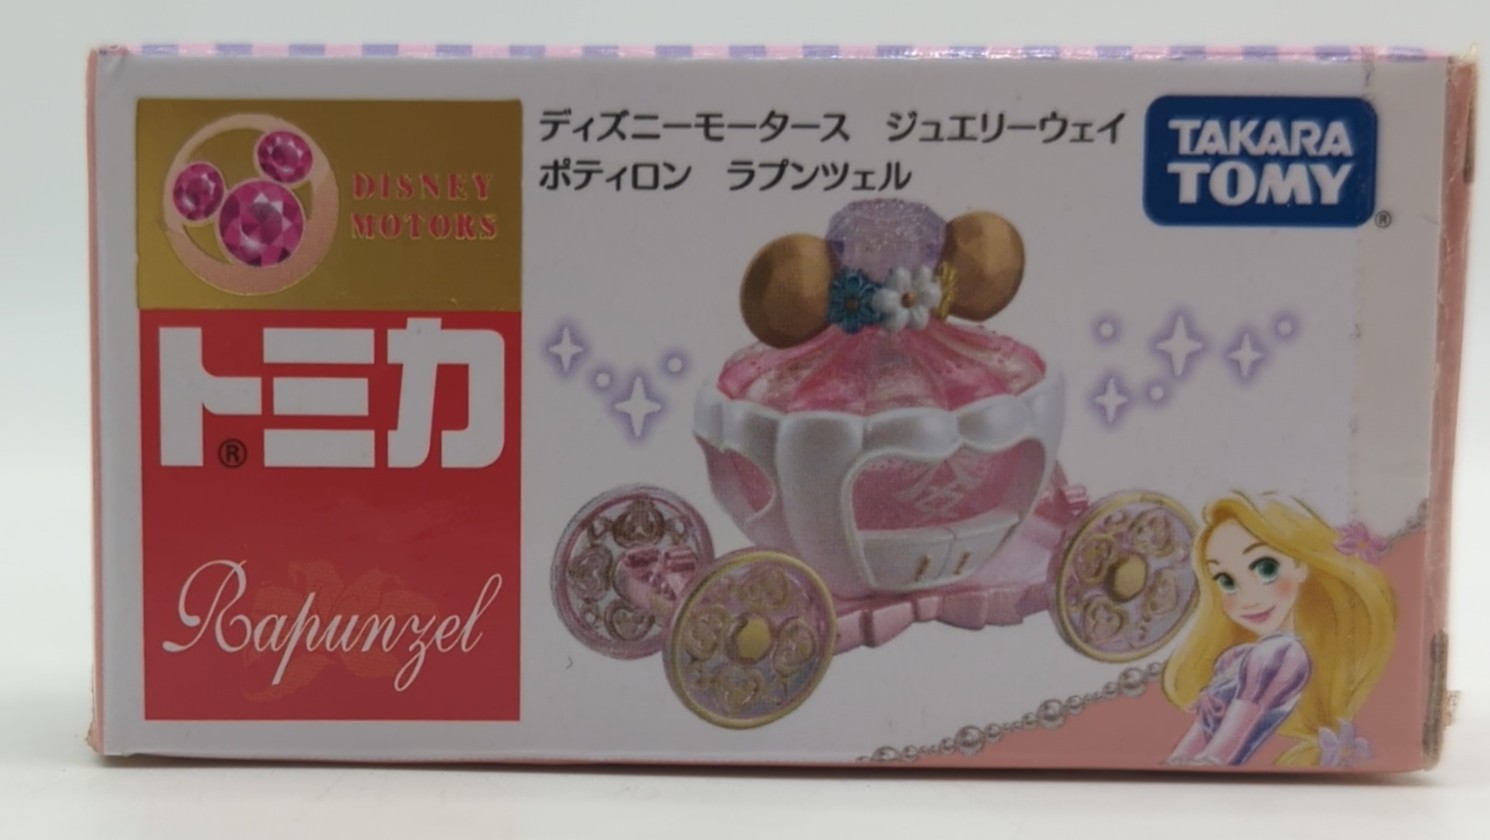 ディズニーモータース ジュエリーウェイ
ポティロン ラプンツェル
TAKARA
TOMY
®
DISNEY
MOTORS
トミカ
®
Rapunzel